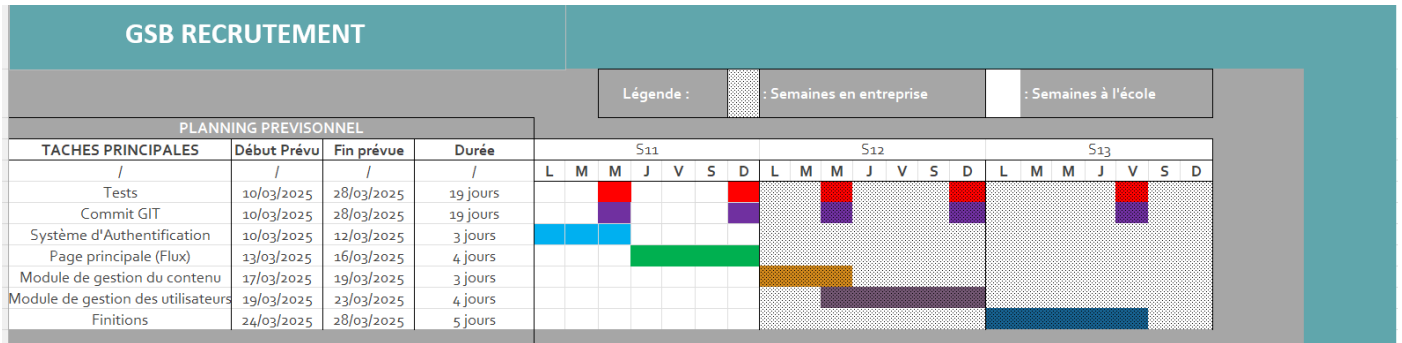 GSB RECRUTEMENT
Légende : : Semaines en entreprise : Semaines à l'école
PLANNING PREVISONNEL
TACHES PRINCIPALES Début Prévu Fin prévue Durée S11 S12 S13
/ / / / L M M J V S D L M M J V S D L M M J V S D
Tests 10/03/2025 28/03/2025 19 jours
Commit GIT 10/03/2025 28/03/2025 19 jours
Système d'Authentification 10/03/2025 12/03/2025 3 jours
Page principale (Flux) 13/03/2025 16/03/2025 4 jours
Module de gestion du contenu 17/03/2025 19/03/2025 3 jours
Module de gestion des utilisateurs 19/03/2025 23/03/2025 4 jours
Finitions 24/03/2025 28/03/2025 5 jours